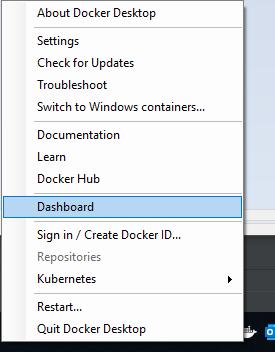 About Docker Desktop
Settings
Check for Updates
Troubleshoot
Switch to Windows containers...
Documentation
Learn
Docker Hub
Dashboard
Sign in / Create Docker ID...
Repositories
Kubernetes
Restart...
Quit Docker Desktop